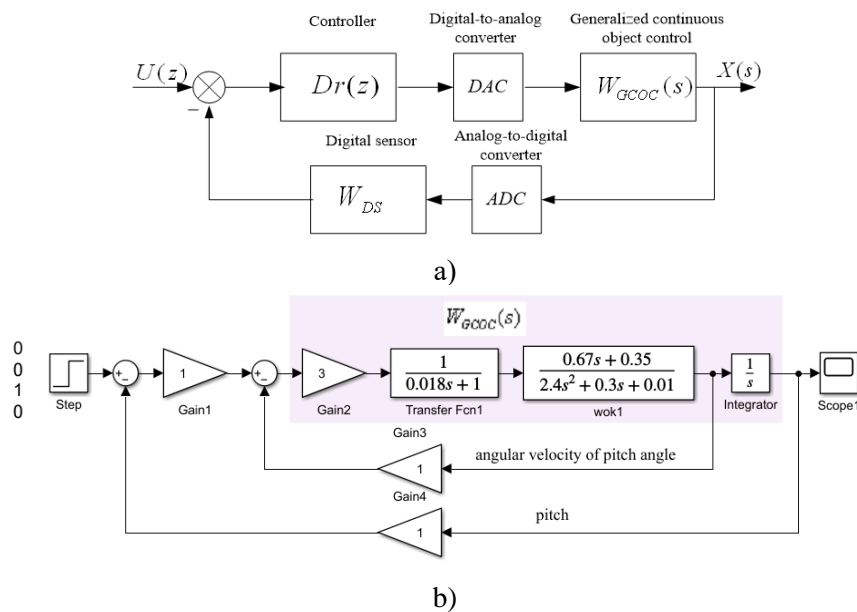 Controller
Digital-to-analog
converter
Generalized continuous
object control
U(z)
−
Dr(z)
DAC
W_GCOC(s)
X(s)
Digital sensor
Analog-to-digital
converter
W_DS
ADC
a)
W_GCOC(s)
0
0
1
0
Step
+
−
1
Gain1
+
−
3
Gain2
1
0.018s + 1
Transfer Fcn1
0.67s + 0.35
2.4s² + 0.3s + 0.01
wok1
1
s
Integrator
Scope1
Gain3
1
angular velocity of pitch angle
Gain4
1
pitch
b)